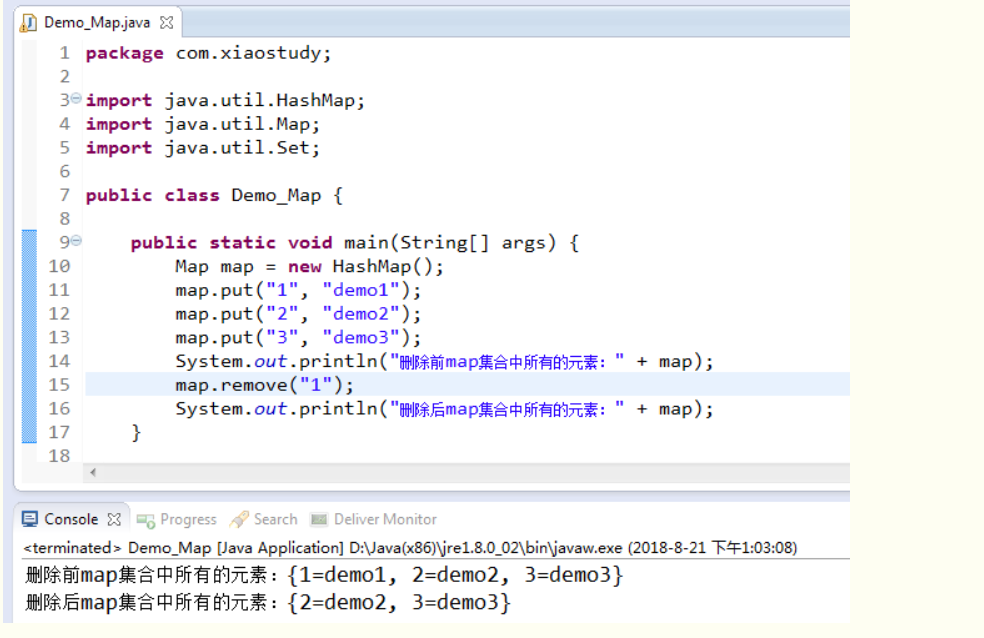 Demo_Map.java
1 package com.xiaostudy;
2
3 import java.util.HashMap;
4 import java.util.Map;
5 import java.util.Set;
6
7 public class Demo_Map {
8
9     public static void main(String[] args) {
10         Map map = new HashMap();
11         map.put("1", "demo1");
12         map.put("2", "demo2");
13         map.put("3", "demo3");
14         System.out.println("删除前map集合中所有的元素：" + map);
15         map.remove("1");
16         System.out.println("删除后map集合中所有的元素：" + map);
17     }
18
Console Progress Search Deliver Monitor
<terminated> Demo_Map [Java Application] D:\Java(x86)\jre1.8.0_02\bin\javaw.exe (2018-8-21 下午1:03:08)
删除前map集合中所有的元素：{1=demo1, 2=demo2, 3=demo3}
删除后map集合中所有的元素：{2=demo2, 3=demo3}